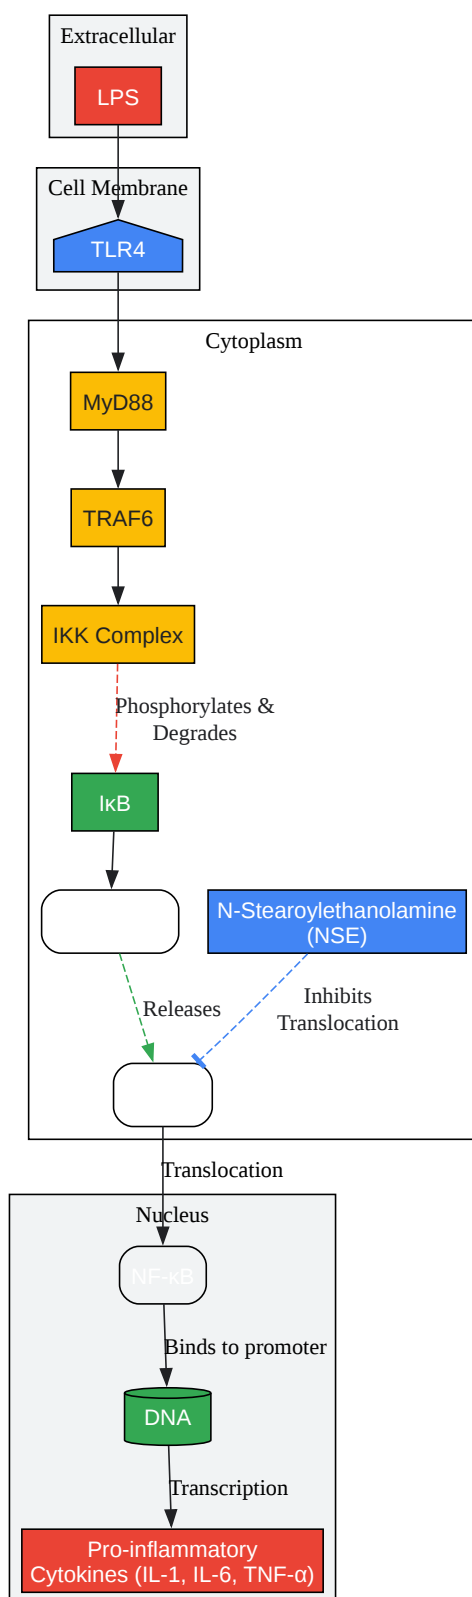 Extracellular
LPS
Cell Membrane
TLR4
Cytoplasm
MyD88
TRAF6
IKK Complex
Phosphorylates &
Degrades
IκB
N-Stearoylethanolamine
(NSE)
Releases
Inhibits
Translocation
Translocation
Nucleus
NF-κB
Binds to promoter
DNA
Transcription
Pro-inflammatory
Cytokines (IL-1, IL-6, TNF-α)